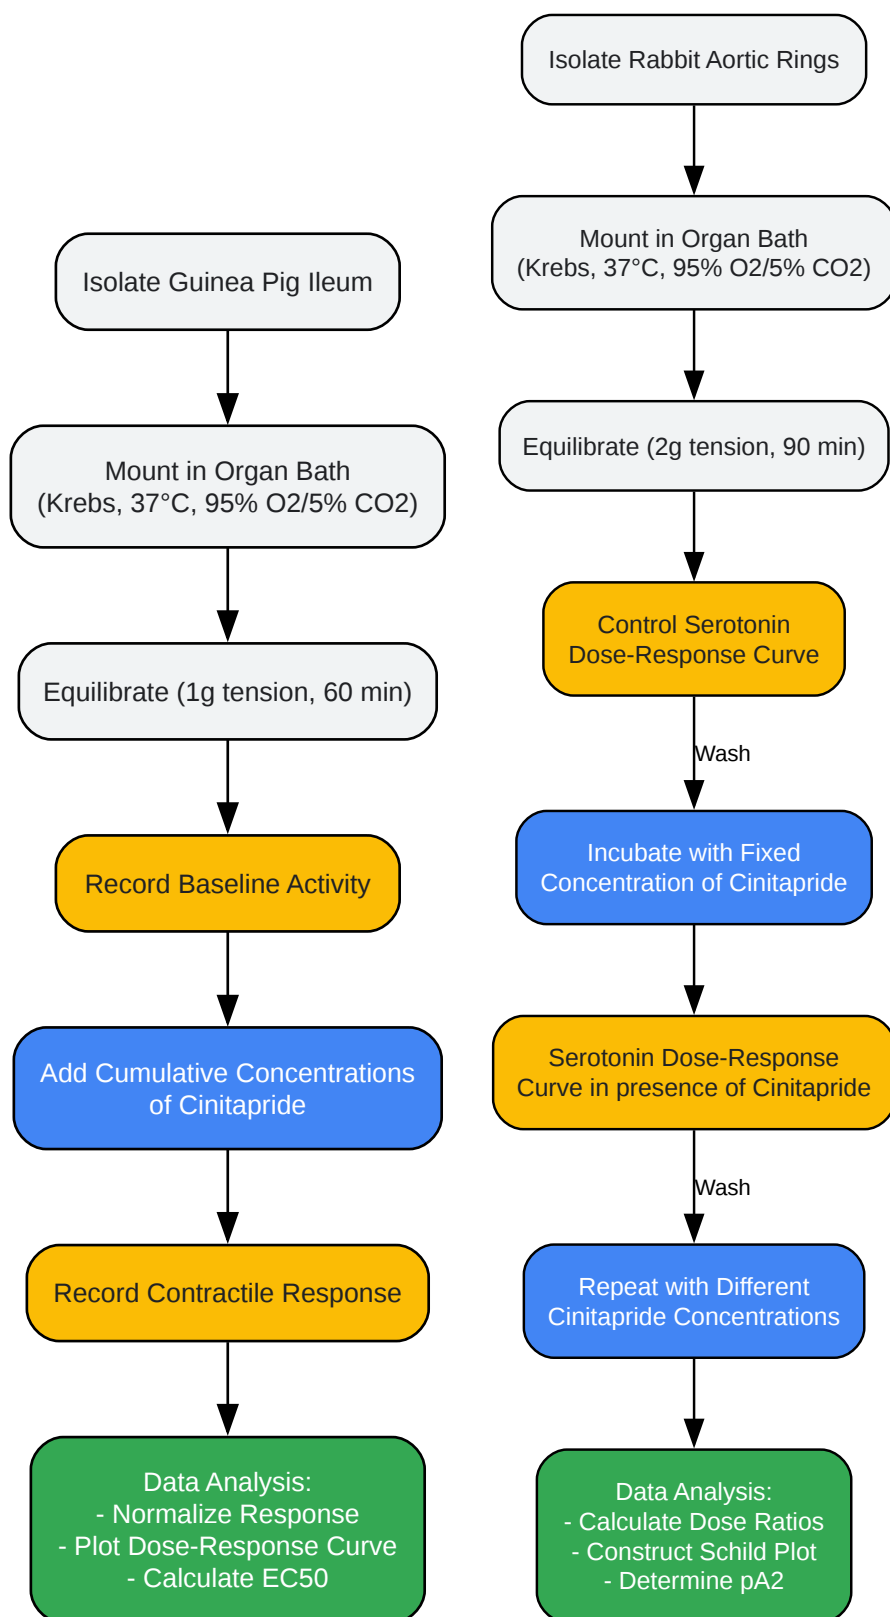 Isolate Guinea Pig Ileum
Mount in Organ Bath
(Krebs, 37°C, 95% O2/5% CO2)
Equilibrate (1g tension, 60 min)
Record Baseline Activity
Add Cumulative Concentrations
of Cinitapride
Record Contractile Response
Data Analysis:
- Normalize Response
- Plot Dose-Response Curve
- Calculate EC50
Isolate Rabbit Aortic Rings
Mount in Organ Bath
(Krebs, 37°C, 95% O2/5% CO2)
Equilibrate (2g tension, 90 min)
Control Serotonin
Dose-Response Curve
Wash
Incubate with Fixed
Concentration of Cinitapride
Serotonin Dose-Response
Curve in presence of Cinitapride
Wash
Repeat with Different
Cinitapride Concentrations
Data Analysis:
- Calculate Dose Ratios
- Construct Schild Plot
- Determine pA2